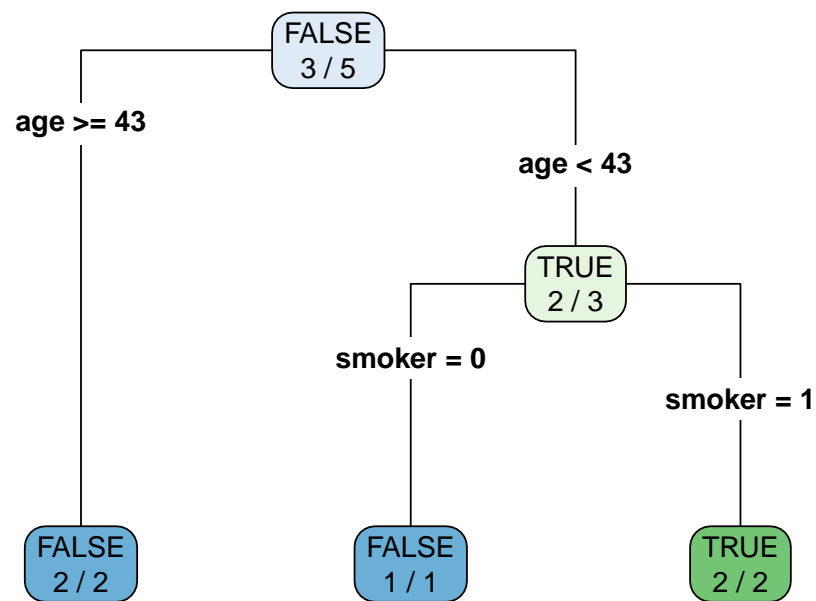 FALSE
3 / 5
age >= 43
age < 43
TRUE
2 / 3
smoker = 0
smoker = 1
FALSE
2 / 2
FALSE
1 / 1
TRUE
2 / 2